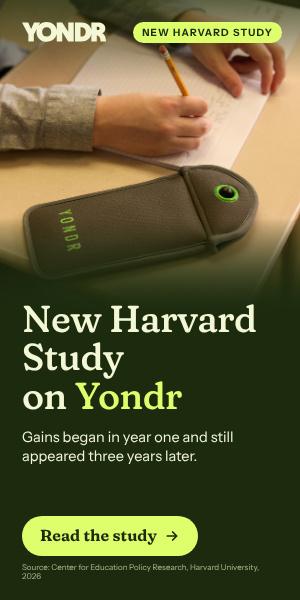 YONDR
NEW HARVARD STUDY
YONDR
New Harvard
Study
on Yondr
Gains began in year one and still
appeared three years later.
Read the study →
Source: Center for Education Policy Research, Harvard University,
2026